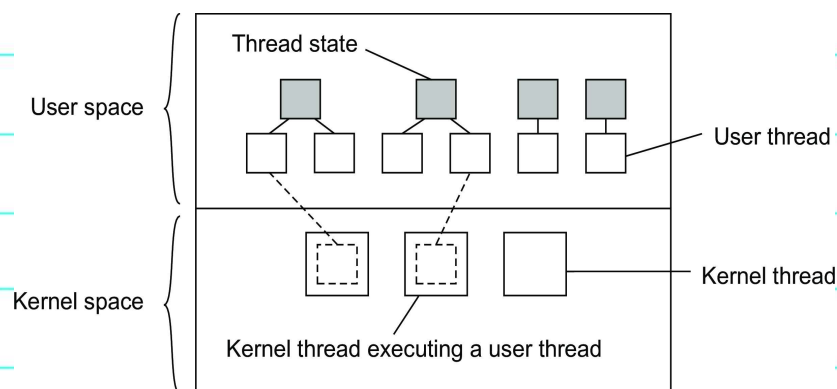 Thread state
User space
User thread
Kernel thread
Kernel space
Kernel thread executing a user thread